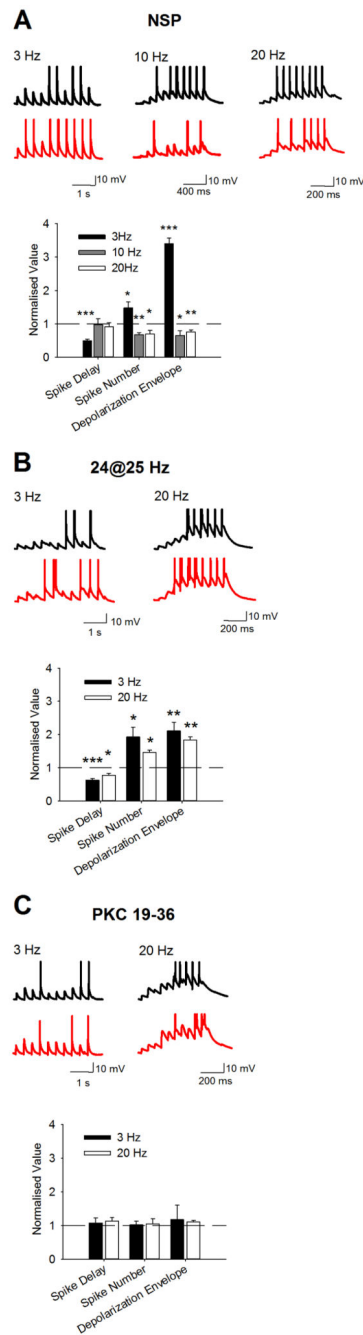 A
NSP
3 Hz 10 Hz 20 Hz
10 mV 10 mV 10 mV
1 s 400 ms 200 ms
Normalised Value
4
3
2
1
0
3Hz
10 Hz
20Hz
*** * ** * *** * **
Spike Delay
Spike Number
Depolarization Envelope
B
24@25 Hz
3 Hz 20 Hz
10 mV 10 mV
1 s 200 ms
Normalised Value
4
3
2
1
0
3 Hz
20 Hz
*** * * * ** **
Spike Delay
Spike Number
Depolarization Envelope
C
PKC 19-36
3 Hz 20 Hz
10 mV 10 mV
1 s 200 ms
Normalised Value
4
3
2
1
0
3 Hz
20 Hz
Spike Delay
Spike Number
Depolarization Envelope